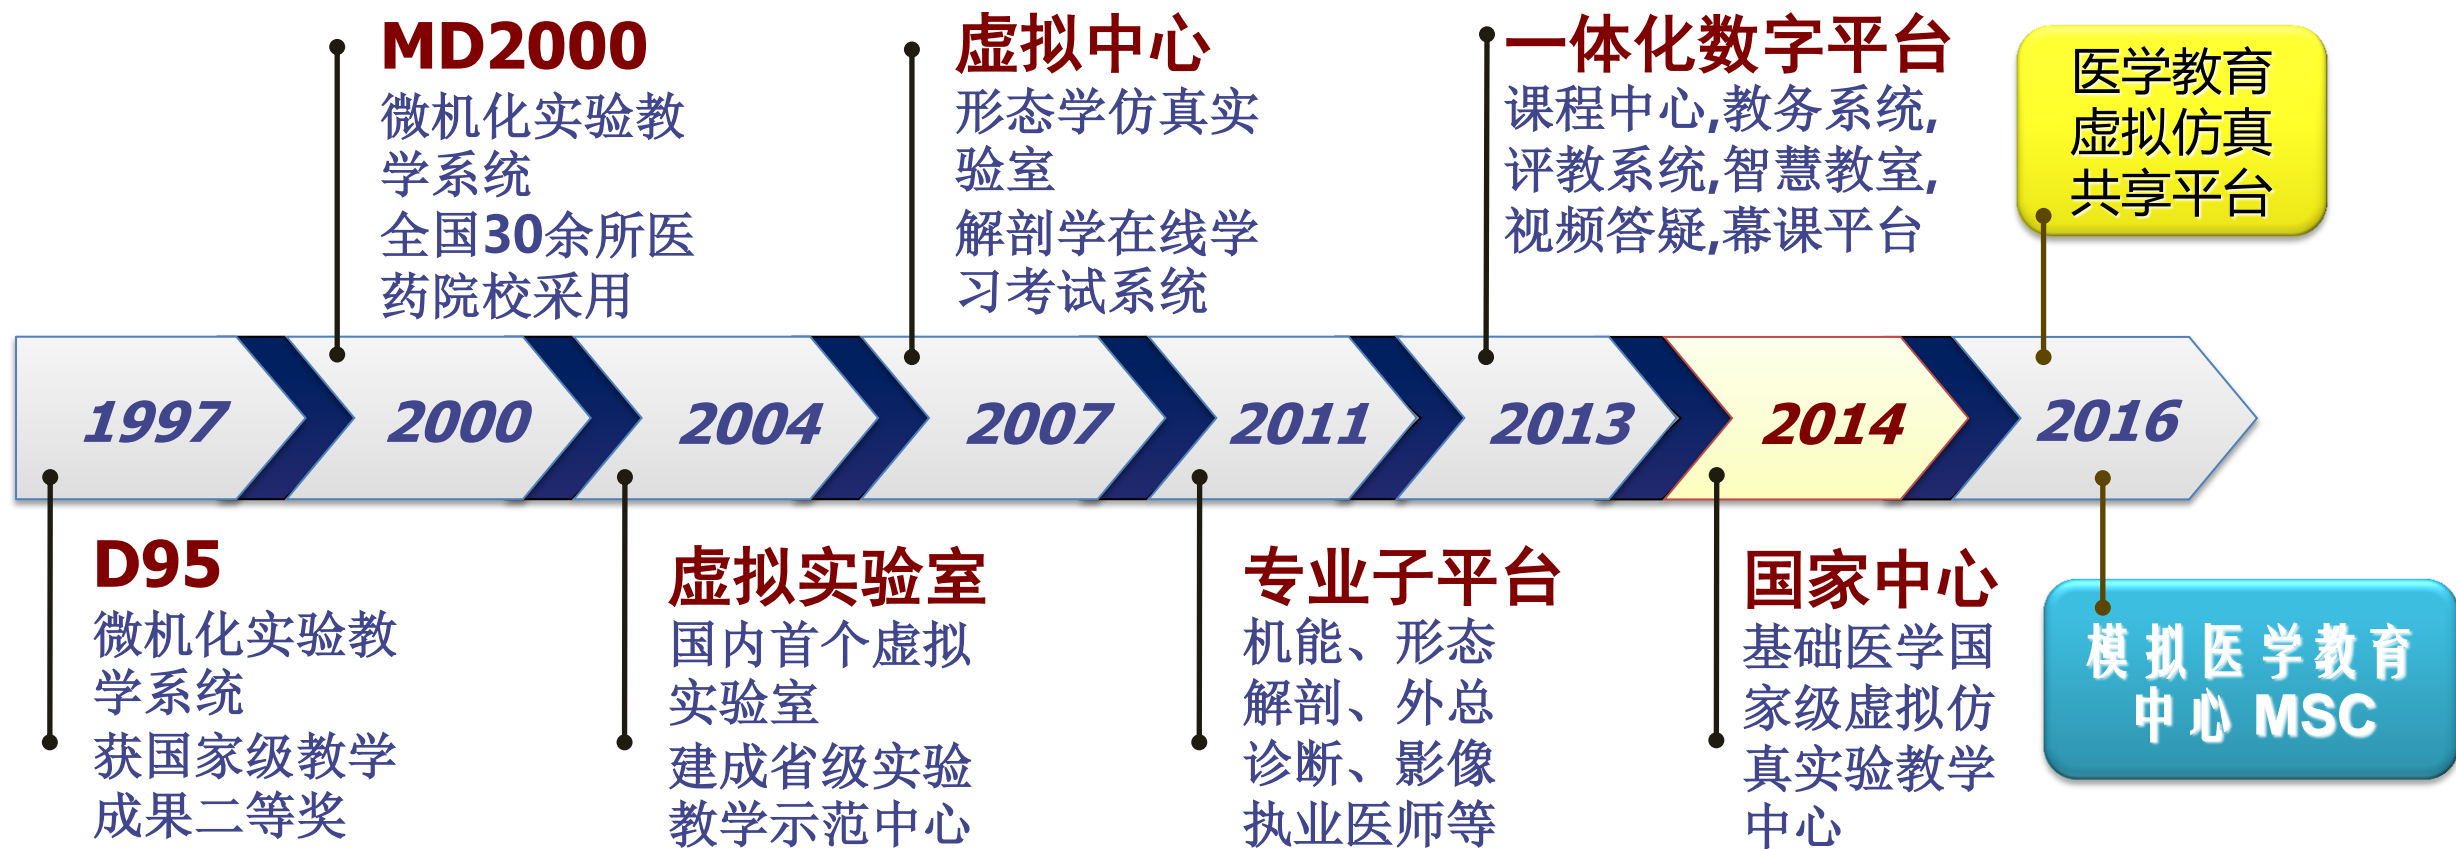 MD2000
微机化实验教
学系统
全国30余所医
药院校采用
虚拟中心
形态学仿真实
验室
解剖学在线学
习考试系统
一体化数字平台
课程中心,教务系统,
评教系统,智慧教室,
视频答疑,幕课平台
医学教育
虚拟仿真
共享平台
1997
2000
2004
2007
2011
2013
2014
2016
D95
微机化实验教
学系统
获国家级教学
成果二等奖
虚拟实验室
国内首个虚拟
实验室
建成省级实验
教学示范中心
专业子平台
机能、形态
解剖、外总
诊断、影像
执业医师等
国家中心
基础医学国
家级虚拟仿
真实验教学
中心
模拟医学教育
中心 MSC